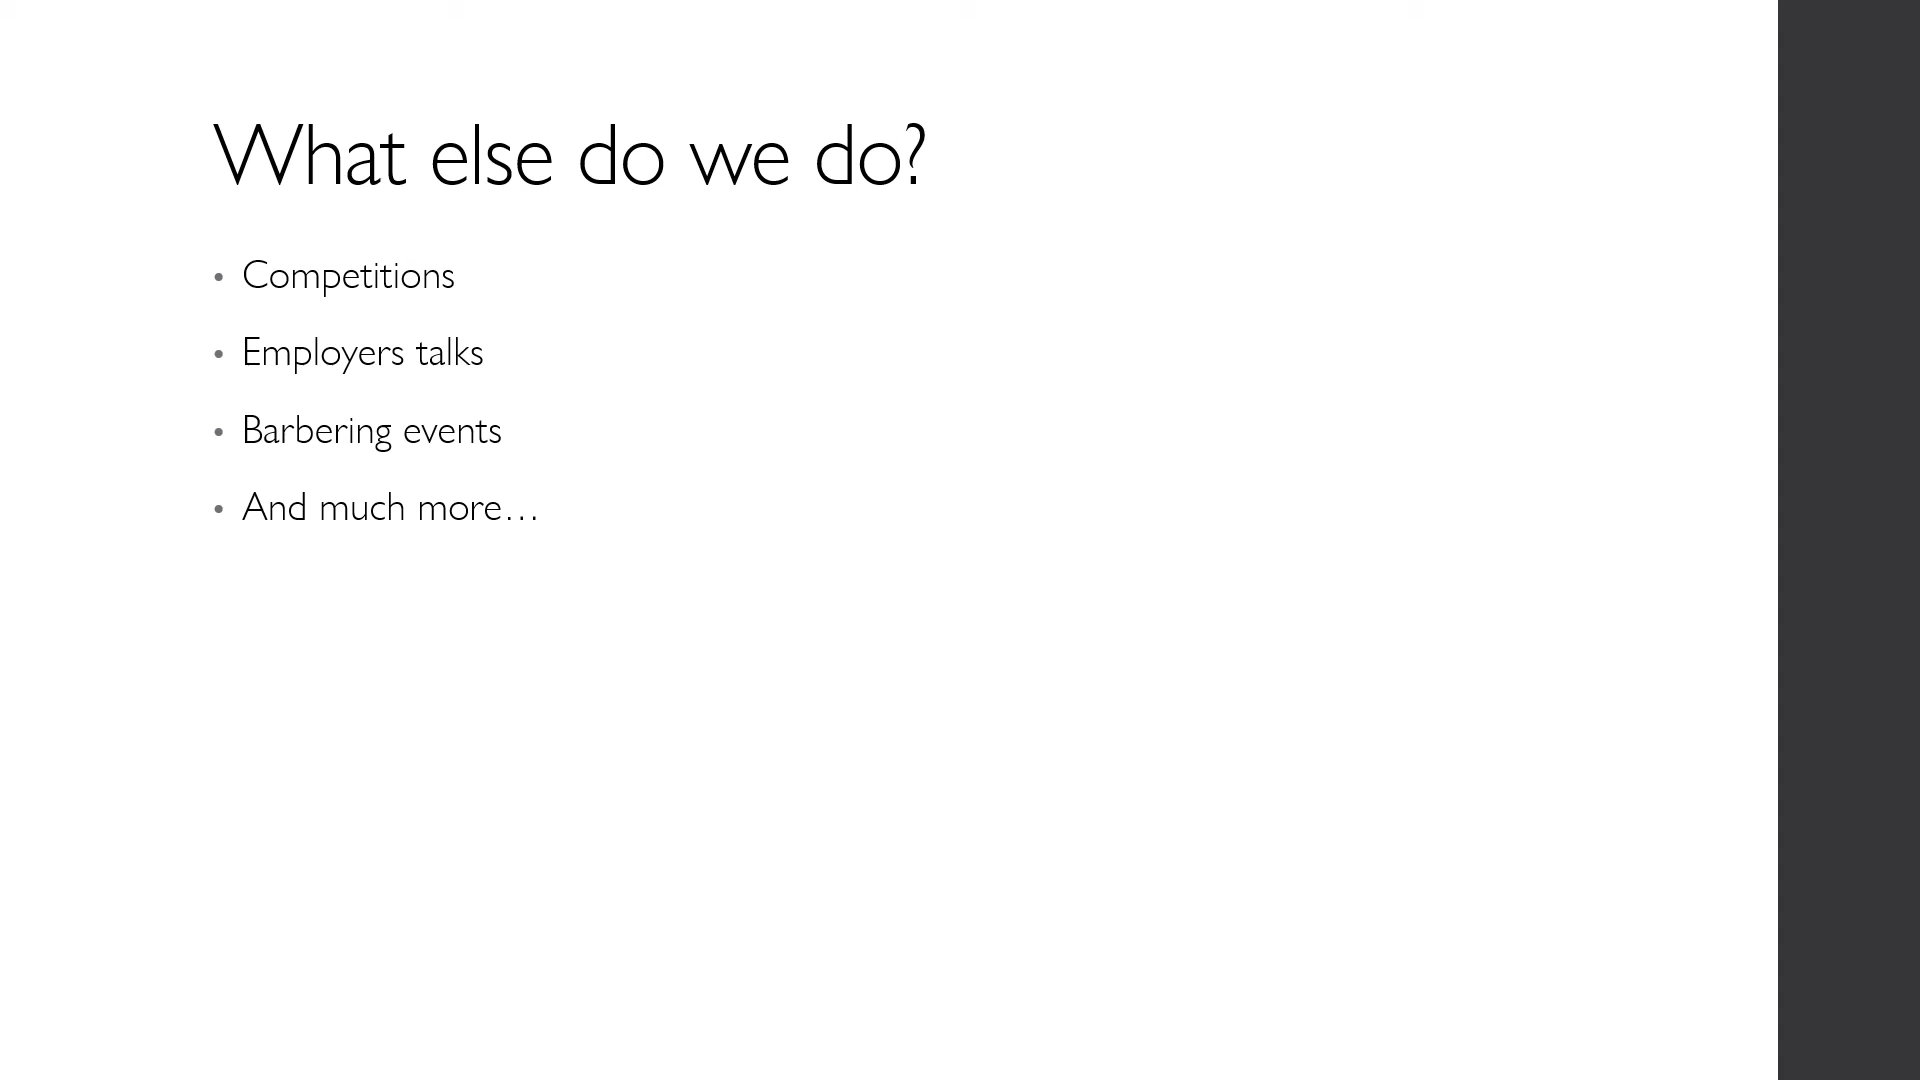 What else do we do?
• Competitions
• Employers talks
• Barbering events
• And much more…